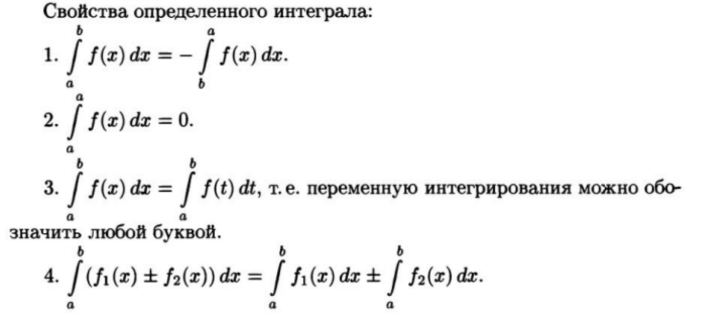 Свойства определенного интеграла:
1. ∫_a^b f(x) dx = − ∫_b^a f(x) dx.
2. ∫_a^a f(x) dx = 0.
3. ∫_a^b f(x) dx = ∫_a^b f(t) dt, т. е. переменную интегрирования можно обо-
значить любой буквой.
4. ∫_a^b (f₁(x) ± f₂(x)) dx = ∫_a^b f₁(x) dx ± ∫_a^b f₂(x) dx.